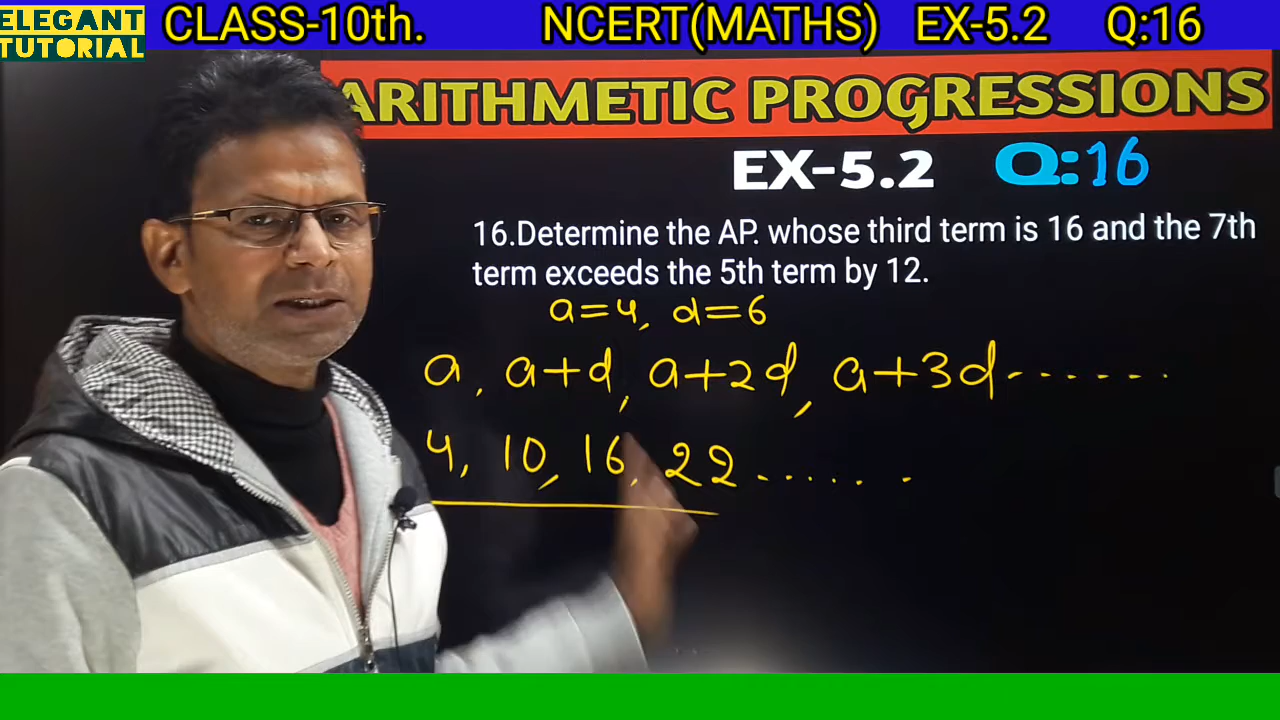 ELEGANT
TUTORIAL
CLASS-10th. NCERT(MATHS) EX-5.2 Q:16
ARITHMETIC PROGRESSIONS
EX-5.2 Q:16
16.Determine the AP. whose third term is 16 and the 7th
term exceeds the 5th term by 12.
a=4, d=6
a, a+d, a+2d, a+3d......
4, 10, 16, 22......